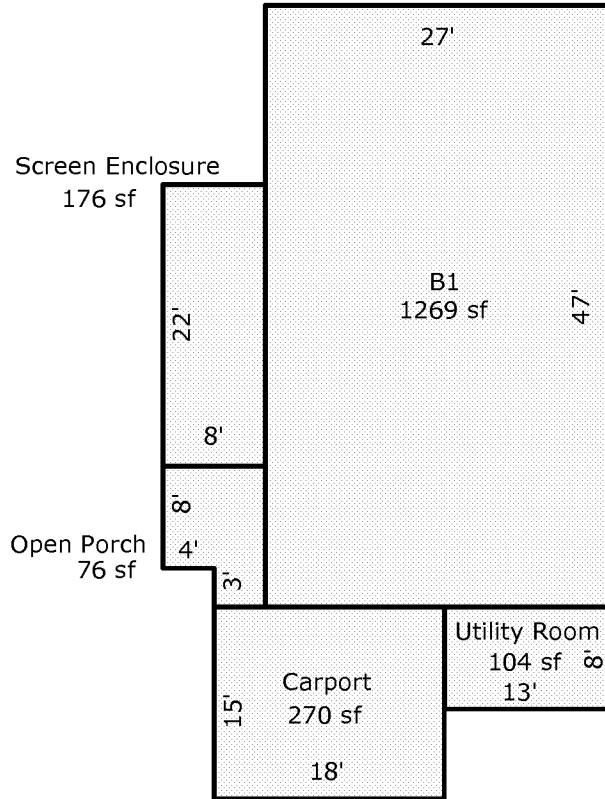 27'
Screen Enclosure
176 sf
B1
1269 sf
47'
22'
8'
8'
Open Porch
76 sf
4'
3'
Utility Room
104 sf
8'
13'
Carport
270 sf
15'
18'